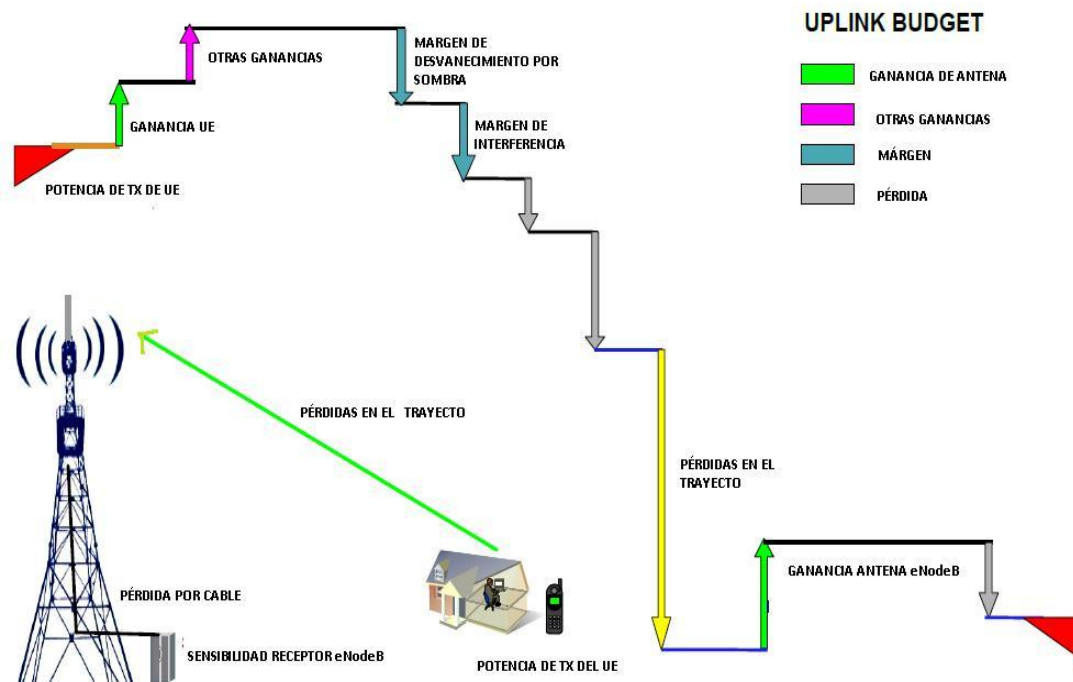 UPLINK BUDGET
GANANCIA DE ANTENA
OTRAS GANANCIAS
MÁRGEN
PÉRDIDA
MARGEN DE
DESVANECIMIENTO POR
SOMBRA
OTRAS GANANCIAS
GANANCIA UE
MARGEN DE
INTERFERENCIA
POTENCIA DE TX DE UE
PÉRDIDAS EN EL TRAYECTO
PÉRDIDAS EN EL
TRAYECTO
GANANCIA ANTENA eNodeB
PÉRDIDA POR CABLE
SENSIBILIDAD RECEPTOR eNodeB
POTENCIA DE TX DEL UE